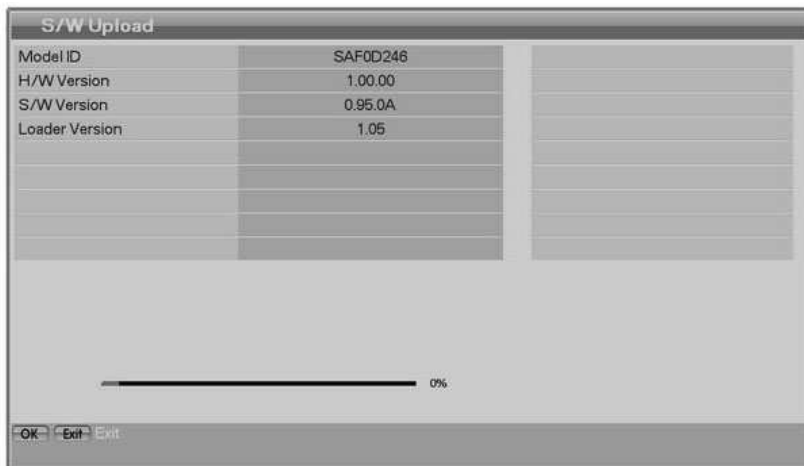 S/W Upload
Model ID SAF0D246
H/W Version 1.00.00
S/W Version 0.95.0A
Loader Version 1.05
0%
OK Exit Exit